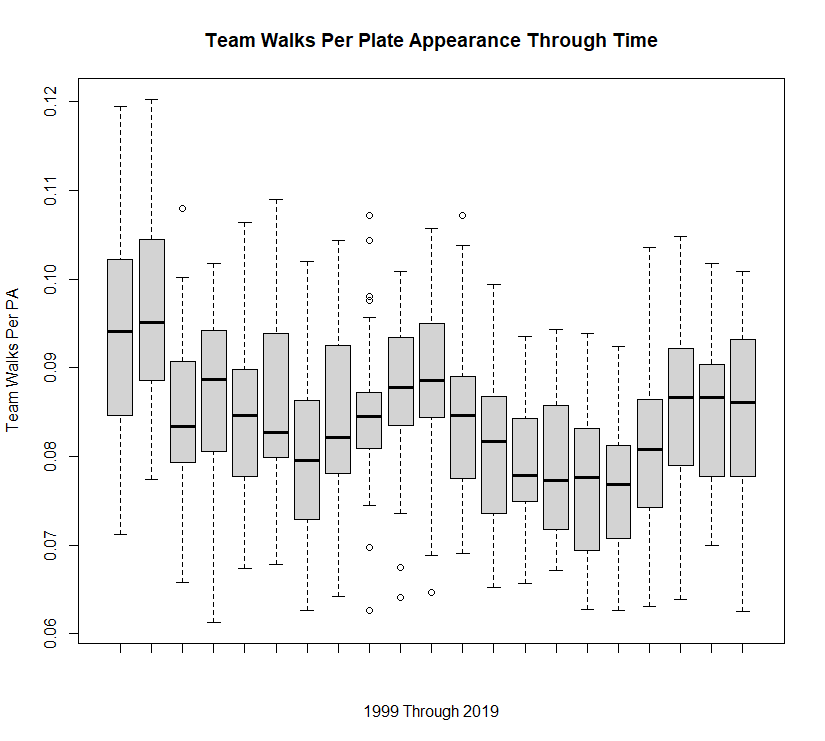 Team Walks Per Plate Appearance Through Time
0.12
0.11
0.10
0.09
0.08
0.07
0.06
Team Walks Per PA
1999 Through 2019